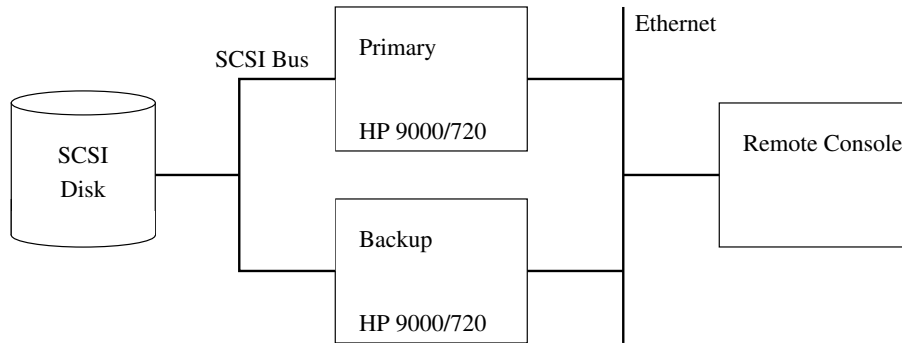 Ethernet
Primary
SCSI Bus
HP 9000/720
Remote Console
SCSI
Disk
Backup
HP 9000/720